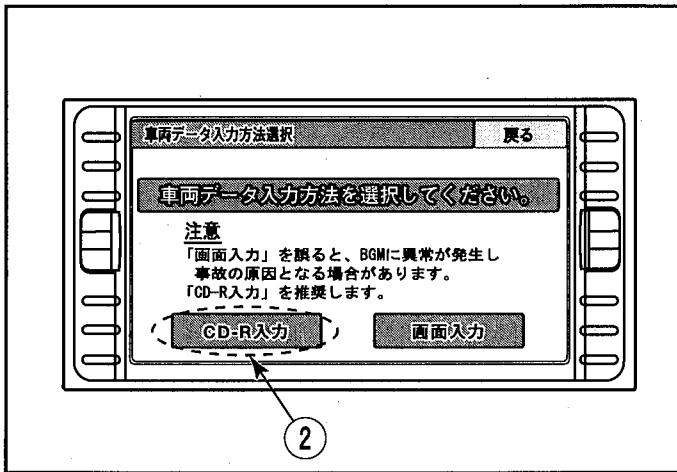 車両データ入力方法選択
戻る
車両データ入力方法を選択してください。
注意
「画面入力」を誤ると、BGMに異常が発生し
事故の原因となる場合があります。
「CD-R入力」を推奨します。
CD-R入力
画面入力
2